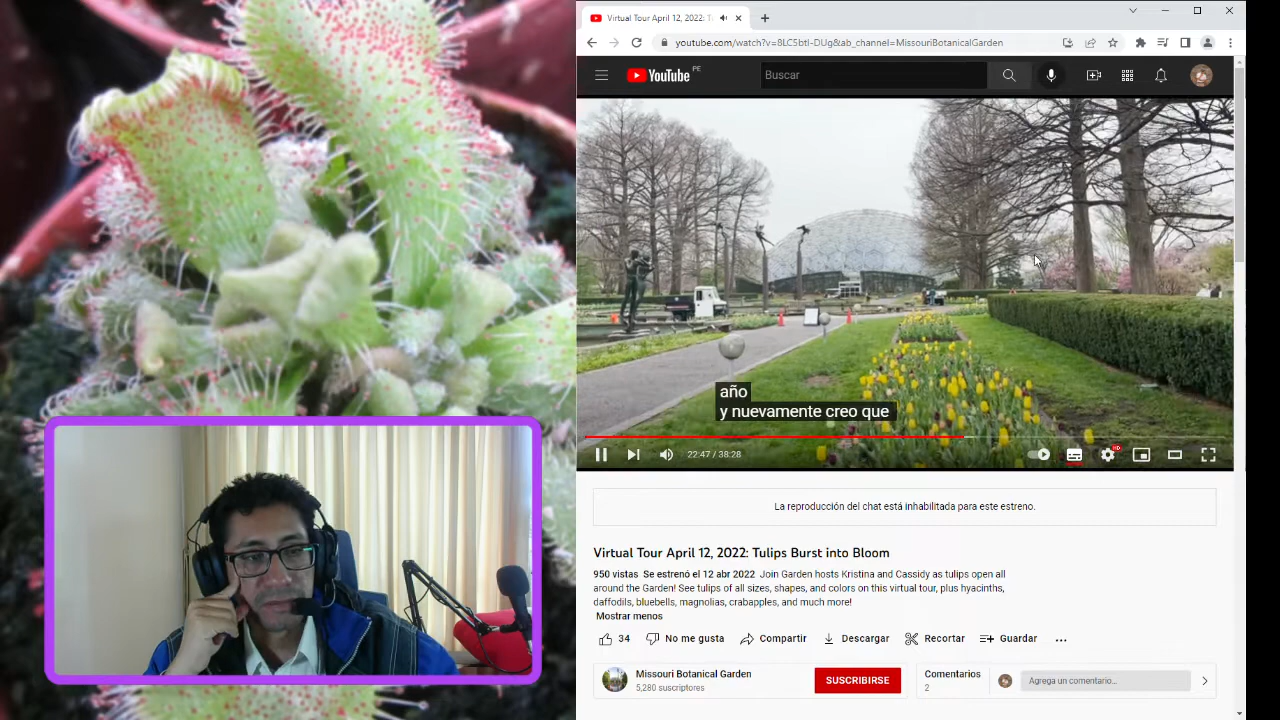 Virtual Tour April 12, 2022: T
youtube.com/watch?v=8LC5btI-DUg&ab_channel=MissouriBotanicalGarden
YouTube PE
Buscar
año
y nuevamente creo que
22:47 / 38:28
HD
La reproducción del chat está inhabilitada para este estreno.
Virtual Tour April 12, 2022: Tulips Burst into Bloom
950 vistas Se estrenó el 12 abr 2022 Join Garden hosts Kristina and Cassidy as tulips open all
around the Garden! See tulips of all sizes, shapes, and colors on this virtual tour, plus hyacinths,
daffodils, bluebells, magnolias, crabapples, and much more!
Mostrar menos
34 No me gusta Compartir Descargar Recortar Guardar
Missouri Botanical Garden
5,280 suscriptores
SUSCRIBIRSE
Comentarios
2
Agrega un comentario...